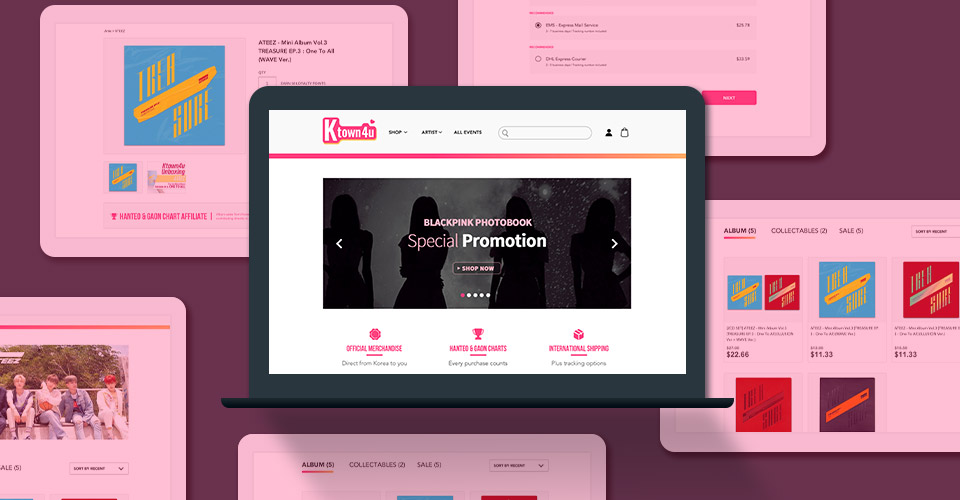 ATEEZ - Mini Album Vol.3
TREASURE EP.3 : One To All
(WAVE Ver.)
QTY
Ktown4u
Unboxing
HANTEO & GAON CHART AFFILIATE
EMS - Express Mail Service
$25.78
DHL Express Courier
$33.59
NEXT
Ktown4u
SHOP
ARTIST
ALL EVENTS
BLACKPINK PHOTOBOOK
Special Promotion
SHOP NOW
OFFICIAL MERCHANDISE
HANTEO & GAON CHARTS
INTERNATIONAL SHIPPING
Direct from Korea to you
Every purchase counts
Plus tracking options
ALBUM (5)
COLLECTABLES (2)
SALE (5)
SORT BY RECENT
$22.66
$11.33
$11.33
ATEEZ
SALE (5)
SORT BY RECENT
ALBUM (5)
COLLECTABLES (2)
SALE (5)
SORT BY RECENT